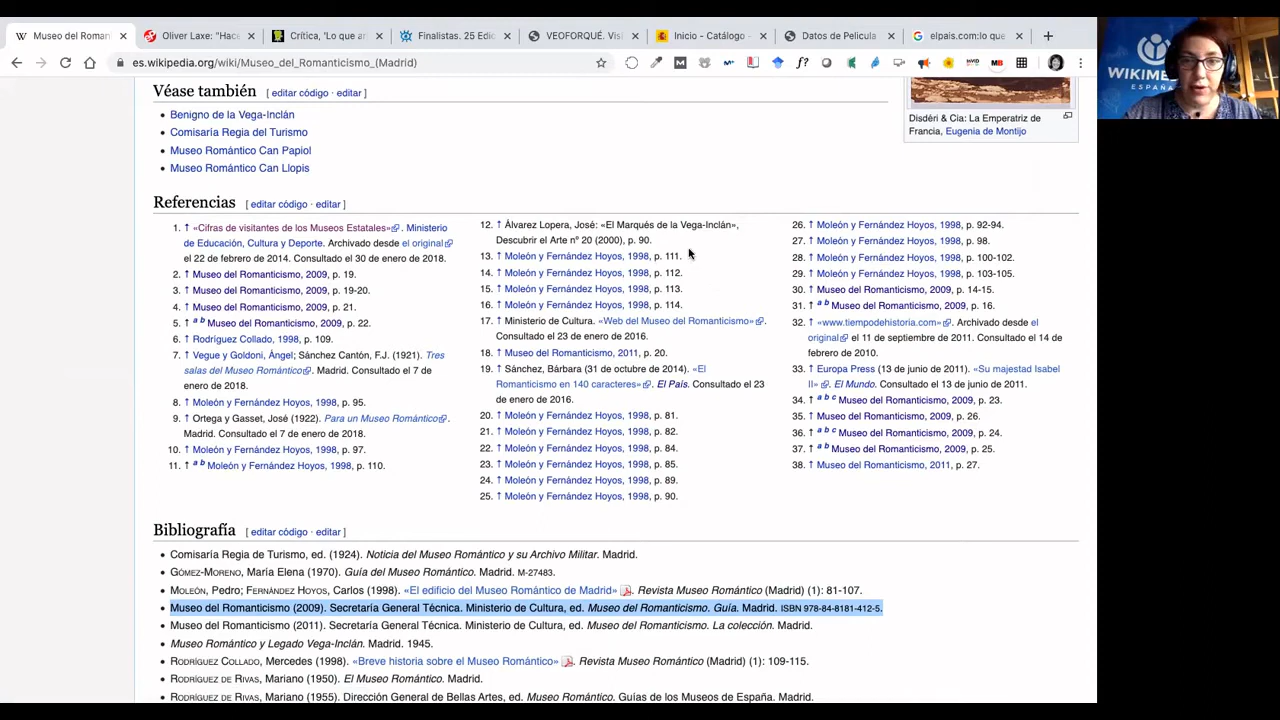 Museo del Roman
Oliver Laxe: "Hace
Crítica, 'Lo que ar
Finalistas. 25 Edic
VEOFORQUÉ. Visi
Inicio - Catálogo -
Datos de Pelicula
elpais.com:lo que
es.wikipedia.org/wiki/Museo_del_Romanticismo_(Madrid)
WIKIME
ESPAÑA
Véase también [ editar código · editar ]
• Benigno de la Vega-Inclán
• Comisaría Regia del Turismo
• Museo Romántico Can Papiol
• Museo Romántico Can Llopis
Disdéri & Cia: La Emperatriz de
Francia, Eugenia de Montijo
Referencias [ editar código · editar ]
1. ↑ «Cifras de visitantes de los Museos Estatales». Ministerio
de Educación, Cultura y Deporte. Archivado desde el original
el 22 de febrero de 2014. Consultado el 30 de enero de 2018.
2. ↑ Museo del Romanticismo, 2009, p. 19.
3. ↑ Museo del Romanticismo, 2009, p. 19-20.
4. ↑ Museo del Romanticismo, 2009, p. 21.
5. ↑ a b Museo del Romanticismo, 2009, p. 22.
6. ↑ Rodríguez Collado, 1998, p. 109.
7. ↑ Vegue y Goldoni, Ángel; Sánchez Cantón, F.J. (1921). Tres
salas del Museo Romántico. Madrid. Consultado el 7 de
enero de 2018.
8. ↑ Moleón y Fernández Hoyos, 1998, p. 95.
9. ↑ Ortega y Gasset, José (1922). Para un Museo Romántico.
Madrid. Consultado el 7 de enero de 2018.
10. ↑ Moleón y Fernández Hoyos, 1998, p. 97.
11. ↑ a b Moleón y Fernández Hoyos, 1998, p. 110.
12. ↑ Álvarez Lopera, José: «El Marqués de la Vega-Inclán»,
Descubrir el Arte nº 20 (2000), p. 90.
13. ↑ Moleón y Fernández Hoyos, 1998, p. 111.
14. ↑ Moleón y Fernández Hoyos, 1998, p. 112.
15. ↑ Moleón y Fernández Hoyos, 1998, p. 113.
16. ↑ Moleón y Fernández Hoyos, 1998, p. 114.
17. ↑ Ministerio de Cultura. «Web del Museo del Romanticismo».
Consultado el 23 de enero de 2016.
18. ↑ Museo del Romanticismo, 2011, p. 20.
19. ↑ Sánchez, Bárbara (31 de octubre de 2014). «El
Romanticismo en 140 caracteres». El País. Consultado el 23
de enero de 2016.
20. ↑ Moleón y Fernández Hoyos, 1998, p. 81.
21. ↑ Moleón y Fernández Hoyos, 1998, p. 82.
22. ↑ Moleón y Fernández Hoyos, 1998, p. 84.
23. ↑ Moleón y Fernández Hoyos, 1998, p. 85.
24. ↑ Moleón y Fernández Hoyos, 1998, p. 89.
25. ↑ Moleón y Fernández Hoyos, 1998, p. 90.
26. ↑ Moleón y Fernández Hoyos, 1998, p. 92-94.
27. ↑ Moleón y Fernández Hoyos, 1998, p. 98.
28. ↑ Moleón y Fernández Hoyos, 1998, p. 100-102.
29. ↑ Moleón y Fernández Hoyos, 1998, p. 103-105.
30. ↑ Museo del Romanticismo, 2009, p. 14-15.
31. ↑ a b Museo del Romanticismo, 2009, p. 16.
32. ↑ «www.tiempodehistoria.com». Archivado desde el
original el 11 de septiembre de 2011. Consultado el 14 de
febrero de 2010.
33. ↑ Europa Press (13 de junio de 2011). «Su majestad Isabel
II». El Mundo. Consultado el 13 de junio de 2011.
34. ↑ a b c Museo del Romanticismo, 2009, p. 23.
35. ↑ Museo del Romanticismo, 2009, p. 26.
36. ↑ a b c Museo del Romanticismo, 2009, p. 24.
37. ↑ a b Museo del Romanticismo, 2009, p. 25.
38. ↑ Museo del Romanticismo, 2011, p. 27.
Bibliografía [ editar código · editar ]
• Comisaría Regia de Turismo, ed. (1924). Noticia del Museo Romántico y su Archivo Militar. Madrid.
• Gómez-Moreno, María Elena (1970). Guía del Museo Romántico. Madrid. M-27483.
• Moleón, Pedro; Fernández Hoyos, Carlos (1998). «El edificio del Museo Romántico de Madrid». Revista Museo Romántico (Madrid) (1): 81-107.
• Museo del Romanticismo (2009). Secretaría General Técnica. Ministerio de Cultura, ed. Museo del Romanticismo. Guía. Madrid. ISBN 978-84-8181-412-5.
• Museo del Romanticismo (2011). Secretaría General Técnica. Ministerio de Cultura, ed. Museo del Romanticismo. La colección. Madrid.
• Museo Romántico y Legado Vega-Inclán. Madrid. 1945.
• Rodríguez Collado, Mercedes (1998). «Breve historia sobre el Museo Romántico». Revista Museo Romántico (Madrid) (1): 109-115.
• Rodríguez de Rivas, Mariano (1950). El Museo Romántico. Madrid.
• Rodríguez de Rivas, Mariano (1955). Dirección General de Bellas Artes, ed. Museo Romántico. Guías de los Museos de España. Madrid.